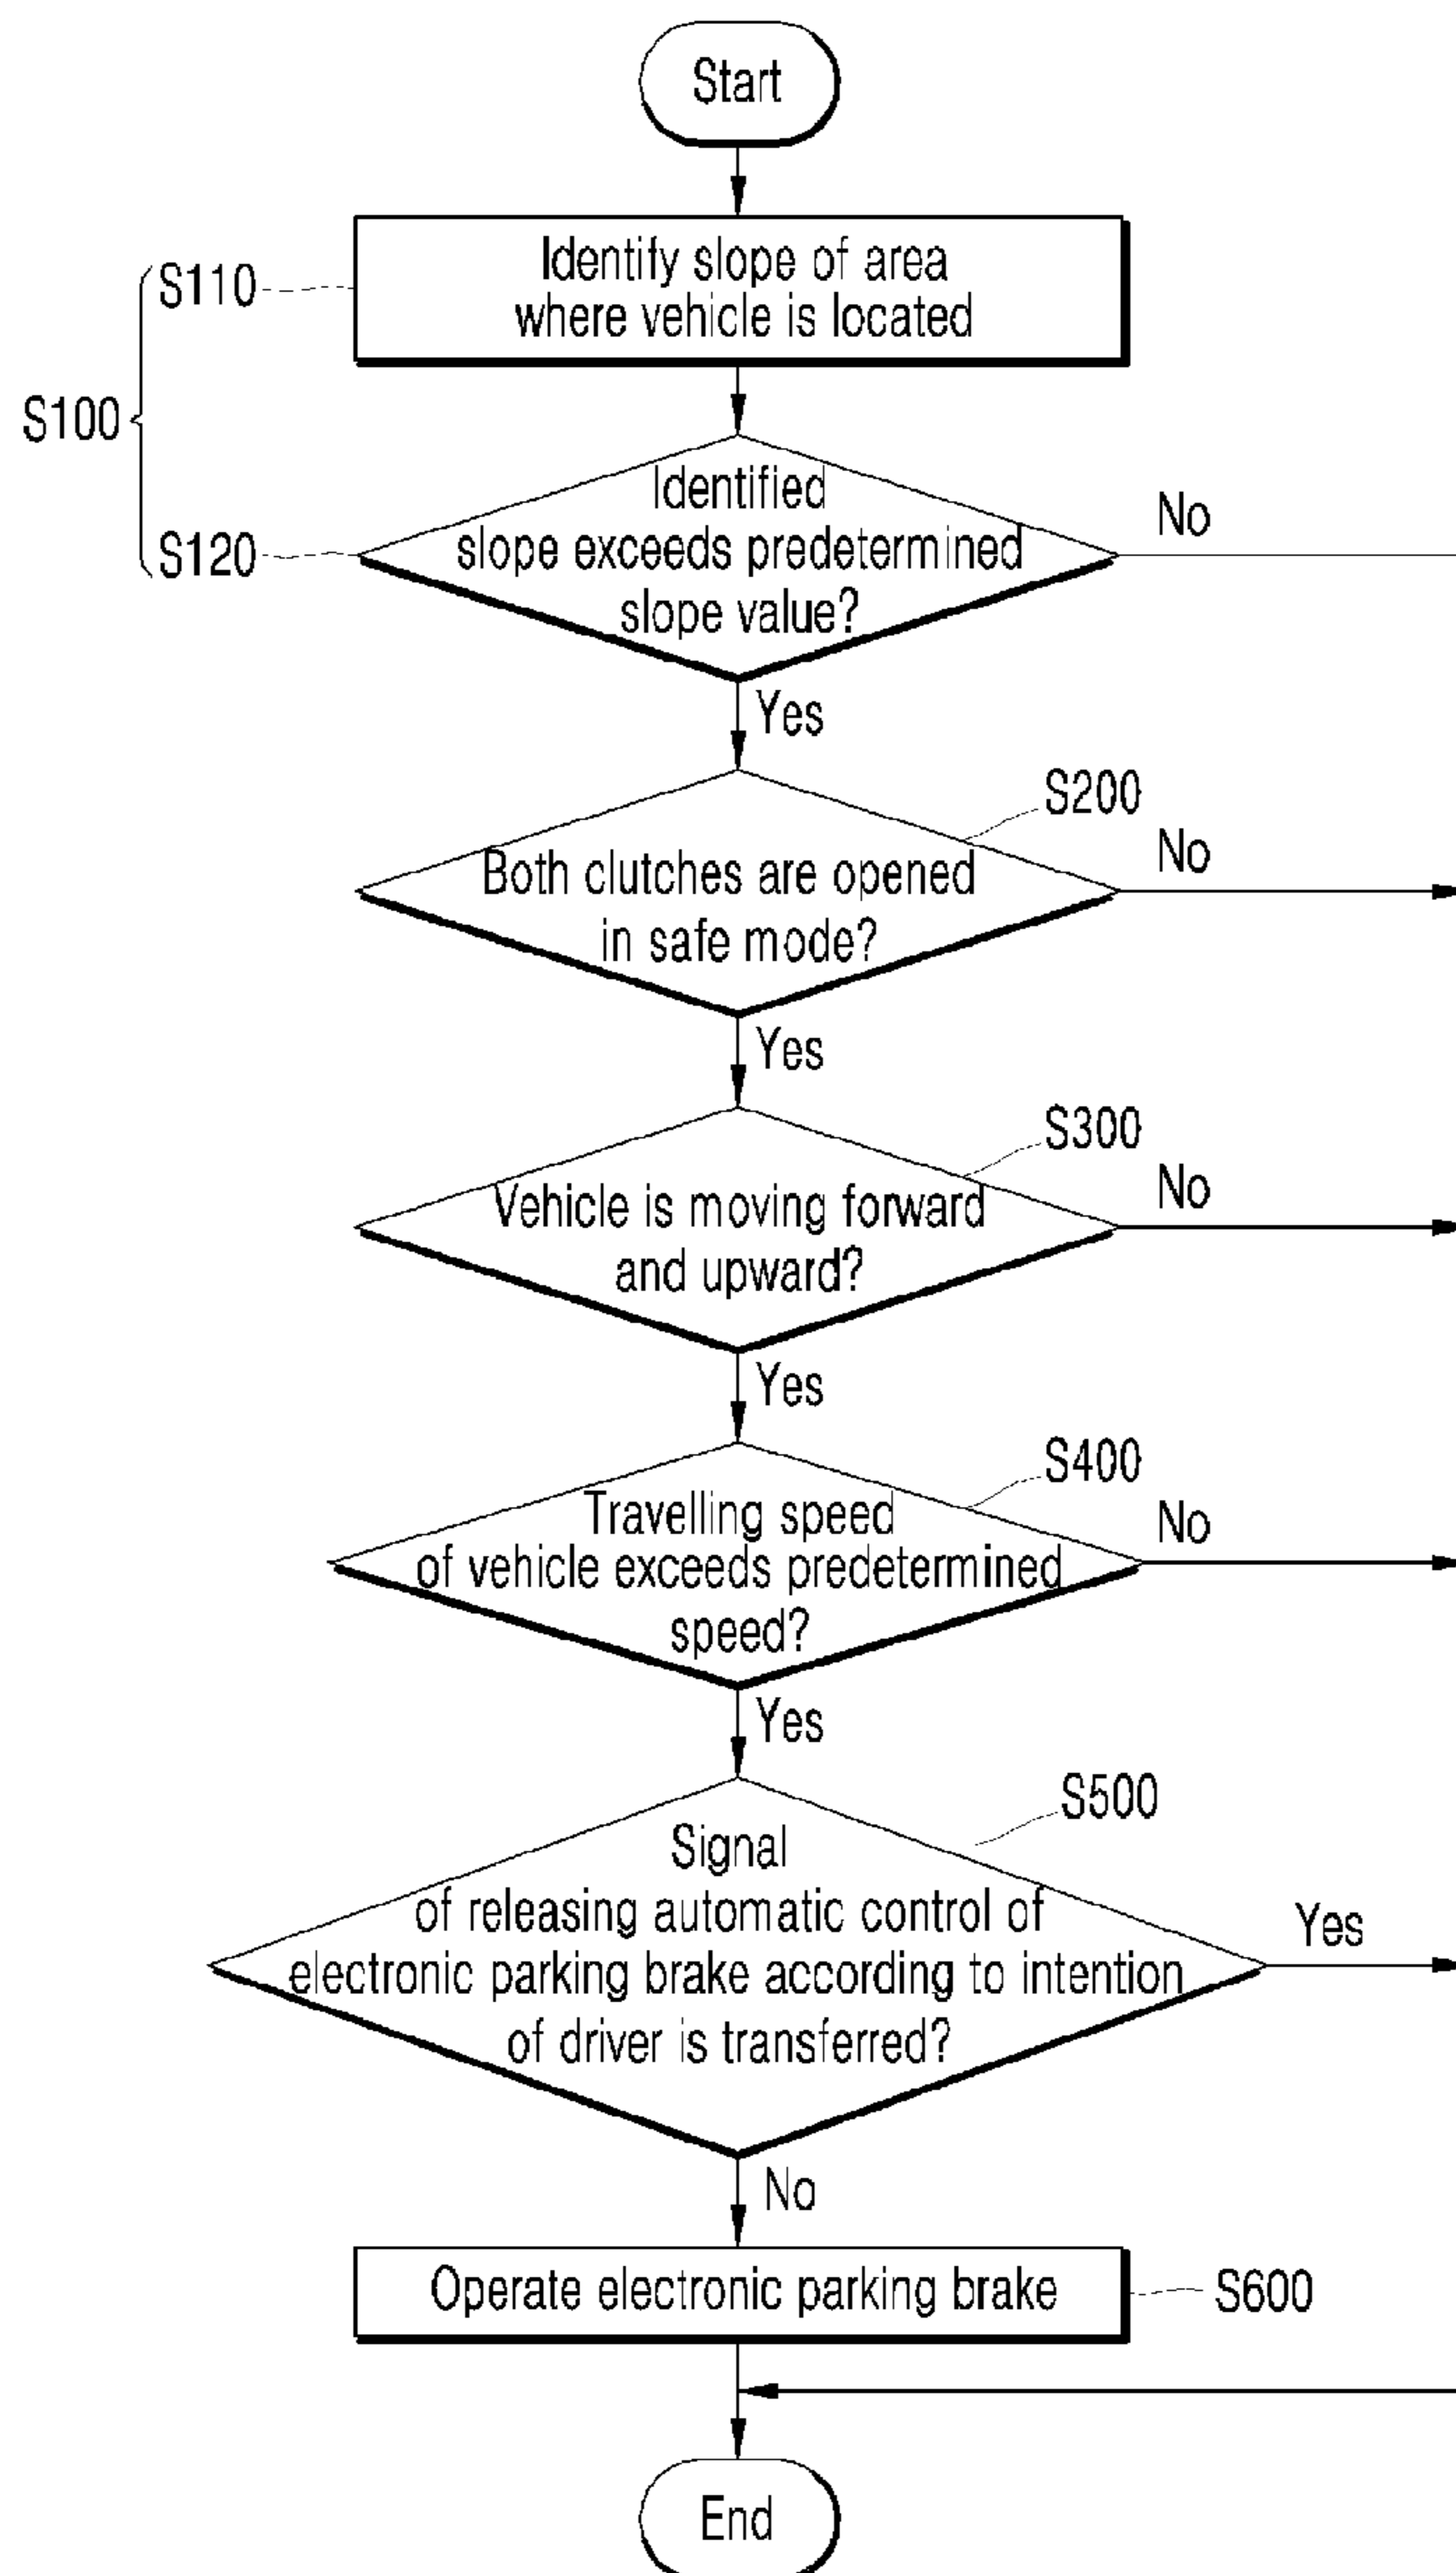 Start
S110
Identify slope of area
where vehicle is located
S100
S120
Identified
slope exceeds predetermined
slope value?
No
Yes
S200
Both clutches are opened
in safe mode?
No
Yes
S300
Vehicle is moving forward
and upward?
No
Yes
S400
Travelling speed
of vehicle exceeds predetermined
speed?
No
Yes
S500
Signal
of releasing automatic control of
electronic parking brake according to intention
of driver is transferred?
Yes
No
Operate electronic parking brake
S600
End